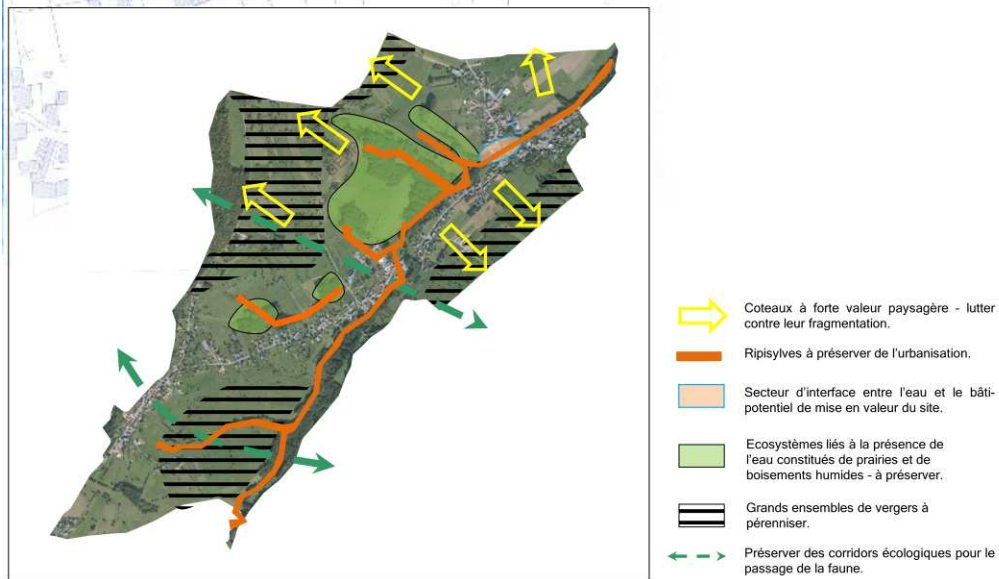 Coteaux à forte valeur paysagère - lutter
contre leur fragmentation.
Ripisylves à préserver de l'urbanisation.
Secteur d'interface entre l'eau et le bâti-
potentiel de mise en valeur du site.
Ecosystèmes liés à la présence de
l'eau constitués de prairies et de
boisements humides - à préserver.
Grands ensembles de vergers à
pérenniser.
Préserver des corridors écologiques pour le
passage de la faune.